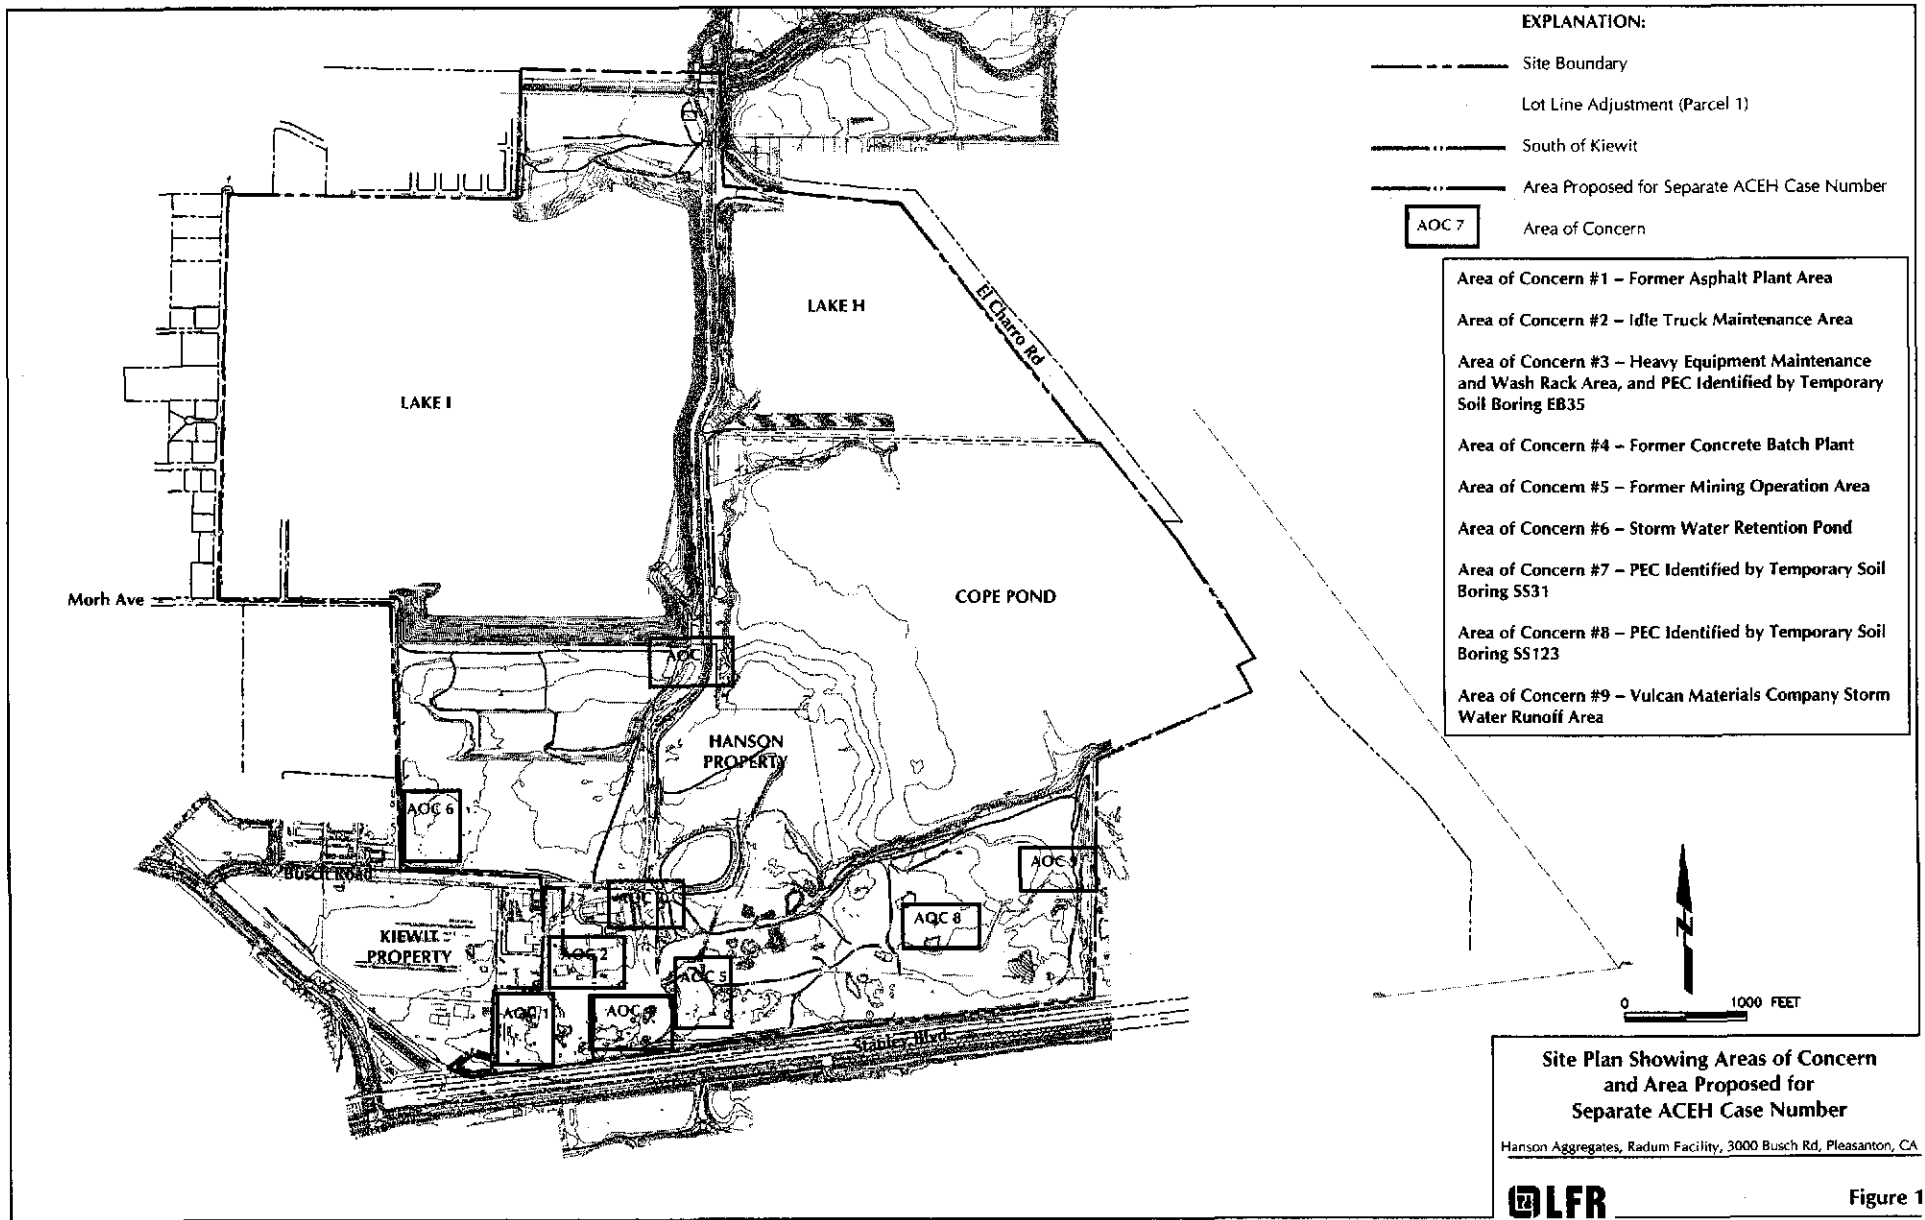 EXPLANATION:
Site Boundary
Lot Line Adjustment (Parcel 1)
South of Kiewit
Area Proposed for Separate ACEH Case Number
AOC 7
Area of Concern
Area of Concern #1 – Former Asphalt Plant Area
Area of Concern #2 – Idle Truck Maintenance Area
Area of Concern #3 – Heavy Equipment Maintenance
and Wash Rack Area, and PEC Identified by Temporary
Soil Boring EB35
Area of Concern #4 – Former Concrete Batch Plant
Area of Concern #5 – Former Mining Operation Area
Area of Concern #6 – Storm Water Retention Pond
Area of Concern #7 – PEC Identified by Temporary Soil
Boring SS31
Area of Concern #8 – PEC Identified by Temporary Soil
Boring SS123
Area of Concern #9 – Vulcan Materials Company Storm
Water Runoff Area
LAKE H
El Charro Rd
LAKE I
Morh Ave
COPE POND
AOC
HANSON
PROPERTY
AOC 6
Busch Road
AOC 9
AOC 8
KIEWIT
PROPERTY
AOC 2
AOC 5
AOC 1
AOC
Stanley Blvd
0 1000 FEET
Site Plan Showing Areas of Concern
and Area Proposed for
Separate ACEH Case Number
Hanson Aggregates, Radum Facility, 3000 Busch Rd, Pleasanton, CA
LFR
Figure 1